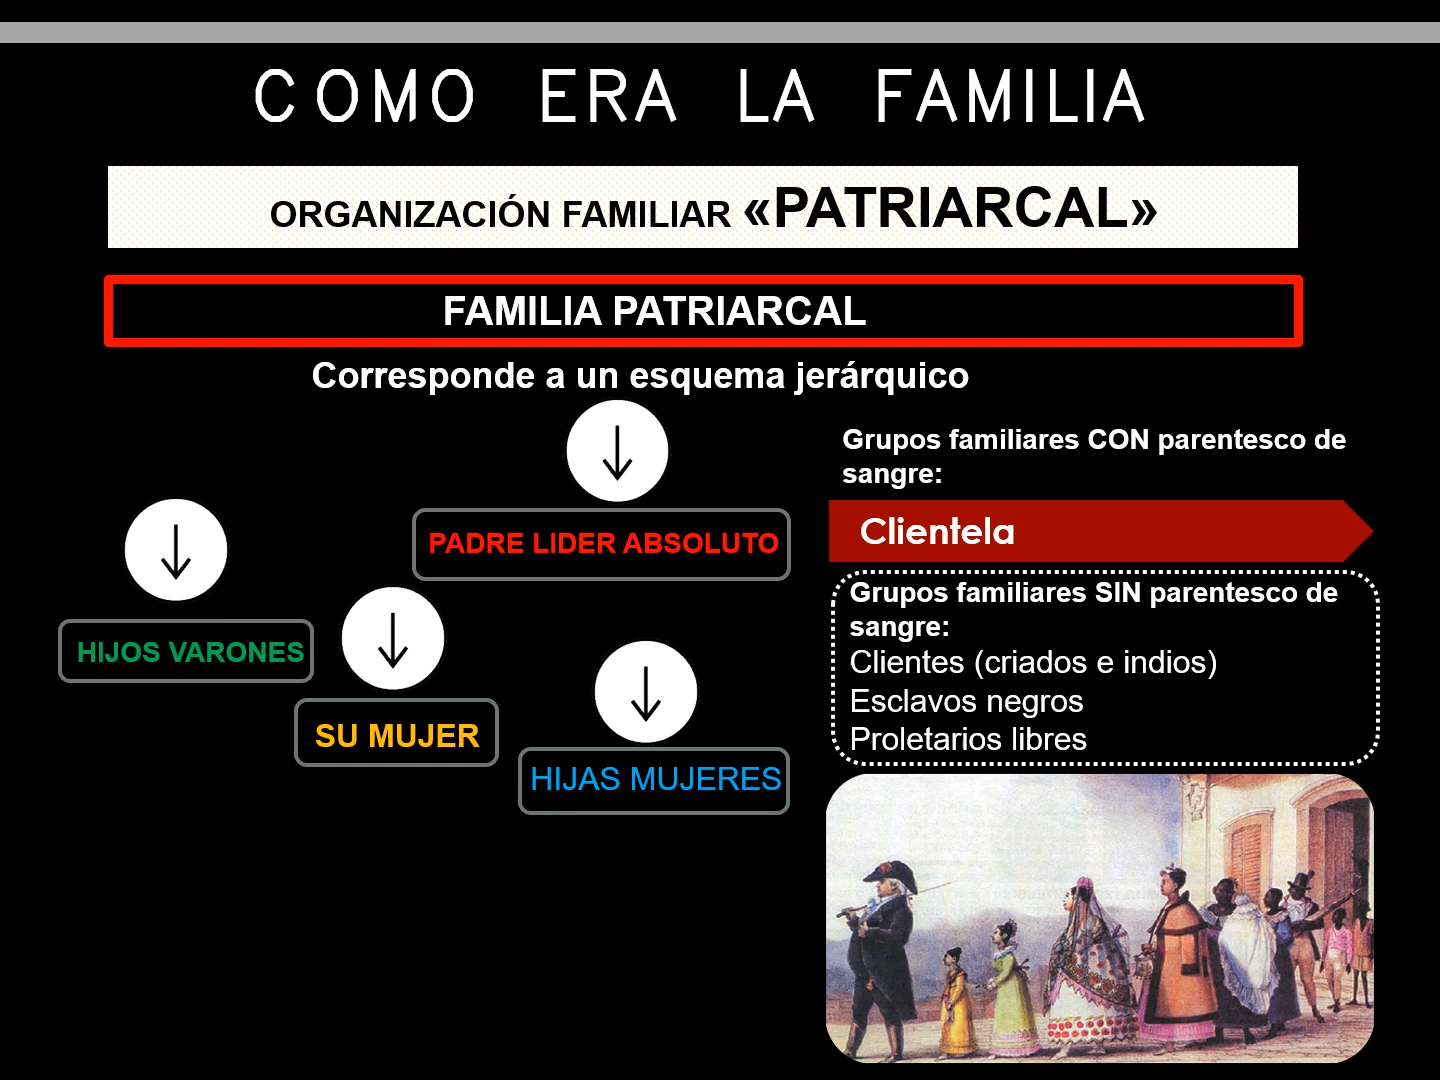 COMO ERA LA FAMILIA
ORGANIZACIÓN FAMILIAR «PATRIARCAL»
FAMILIA PATRIARCAL
Corresponde a un esquema jerárquico
PADRE LIDER ABSOLUTO
HIJOS VARONES
SU MUJER
HIJAS MUJERES
Grupos familiares CON parentesco de
sangre:
Clientela
Grupos familiares SIN parentesco de
sangre:
Clientes (criados e indios)
Esclavos negros
Proletarios libres